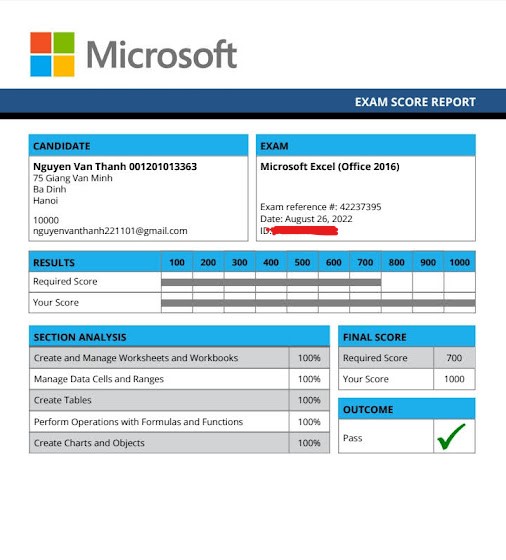 Microsoft
EXAM SCORE REPORT
CANDIDATE
Nguyen Van Thanh 001201013363
75 Giang Van Minh
Ba Dinh
Hanoi
10000
nguyenvanthanh221101@gmail.com
EXAM
Microsoft Excel (Office 2016)
Exam reference #: 42237395
Date: August 26, 2022
ID:
RESULTS 100 200 300 400 500 600 700 800 900 1000
Required Score
Your Score
SECTION ANALYSIS
Create and Manage Worksheets and Workbooks 100%
Manage Data Cells and Ranges 100%
Create Tables 100%
Perform Operations with Formulas and Functions 100%
Create Charts and Objects 100%
FINAL SCORE
Required Score 700
Your Score 1000
OUTCOME
Pass